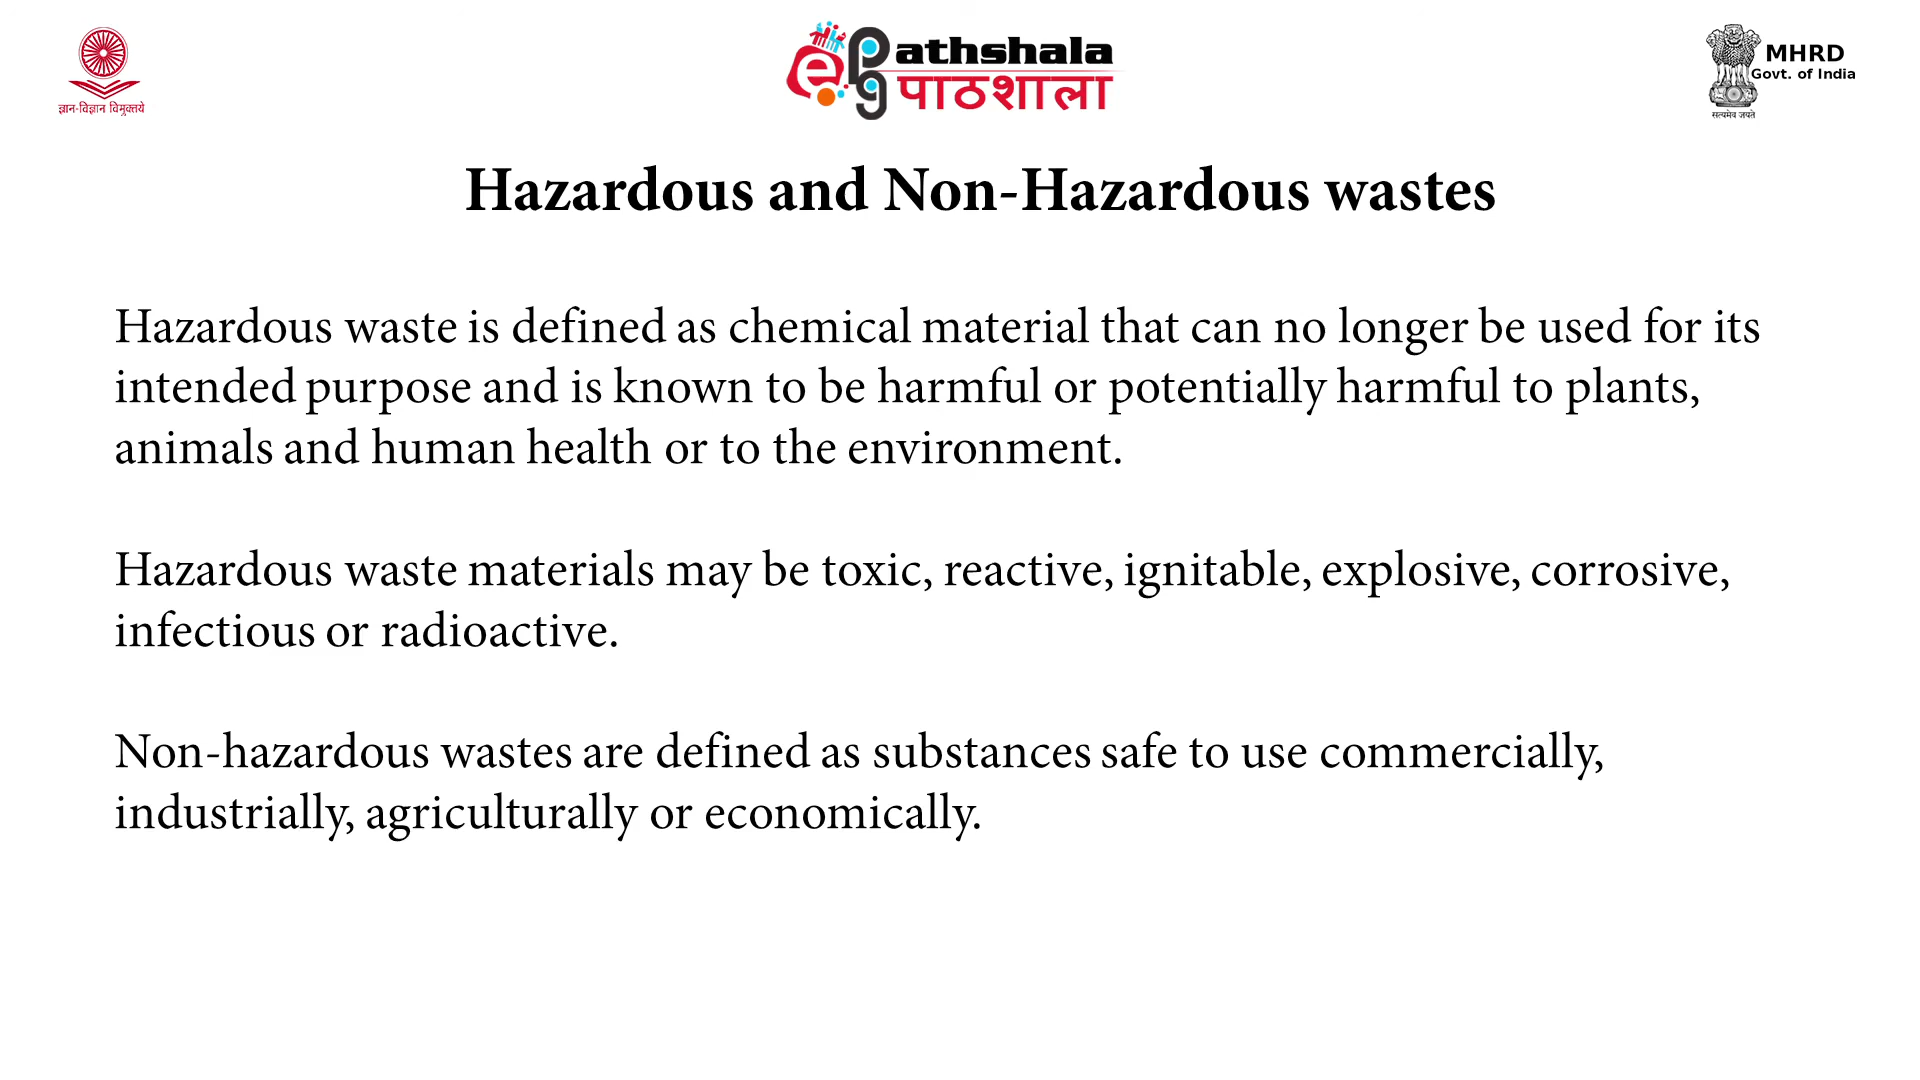 ज्ञान-विज्ञान विमुक्तये
e PG Pathshala
पाठशाला
MHRD
Govt. of India
सत्यमेव जयते
Hazardous and Non-Hazardous wastes
Hazardous waste is defined as chemical material that can no longer be used for its
intended purpose and is known to be harmful or potentially harmful to plants,
animals and human health or to the environment.
Hazardous waste materials may be toxic, reactive, ignitable, explosive, corrosive,
infectious or radioactive.
Non-hazardous wastes are defined as substances safe to use commercially,
industrially, agriculturally or economically.